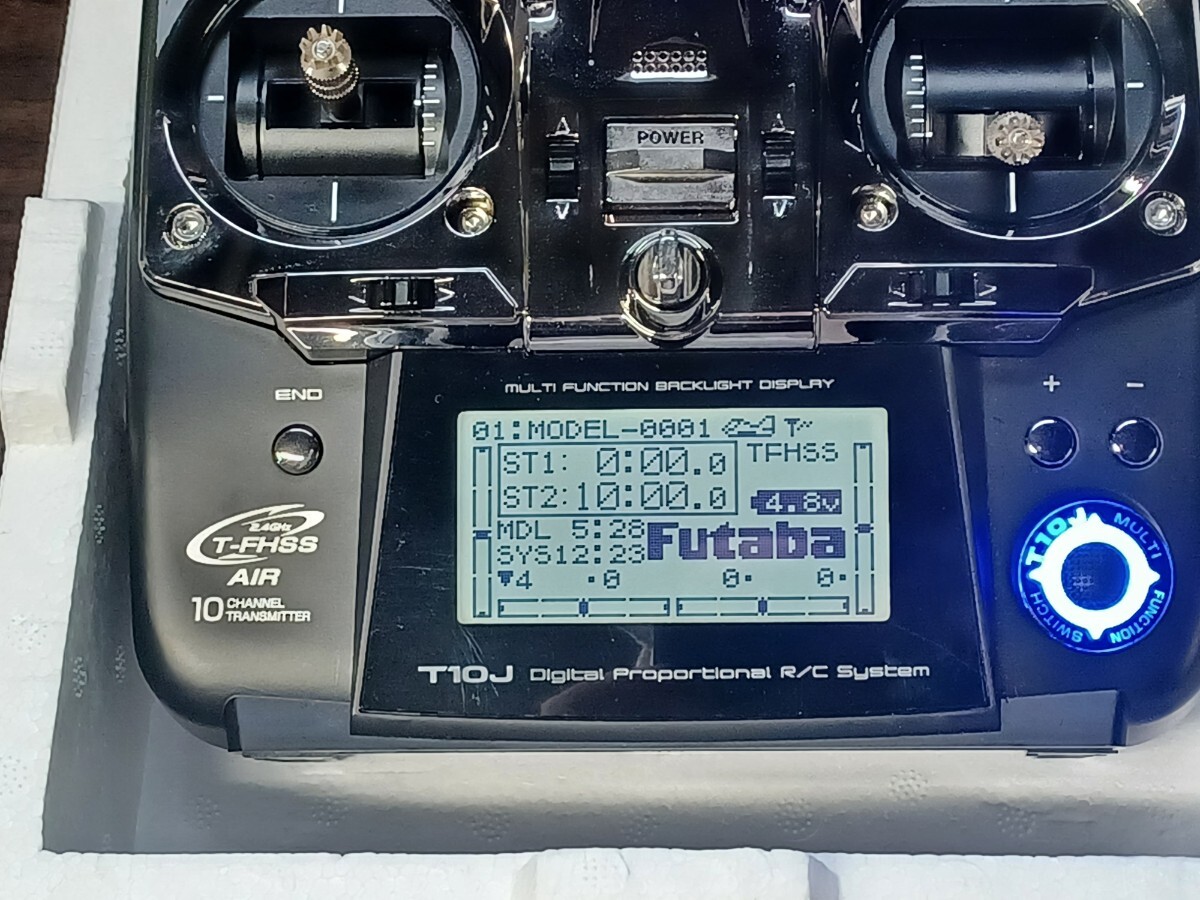 POWER
END
MULTI FUNCTION BACKLIGHT DISPLAY
+ −
01:MODEL-0001
ST1: 0:00.0
TFHSS
ST2:10:00.0
4.8v
MDL 5:28
SYS12:23
Futaba
▼4 ·0 0· 0·
2.4GHz
T-FHSS
AIR
10 CHANNEL
TRANSMITTER
T10J MULTI
FUNCTION
SWITCH
T10J Digital Proportional R/C System